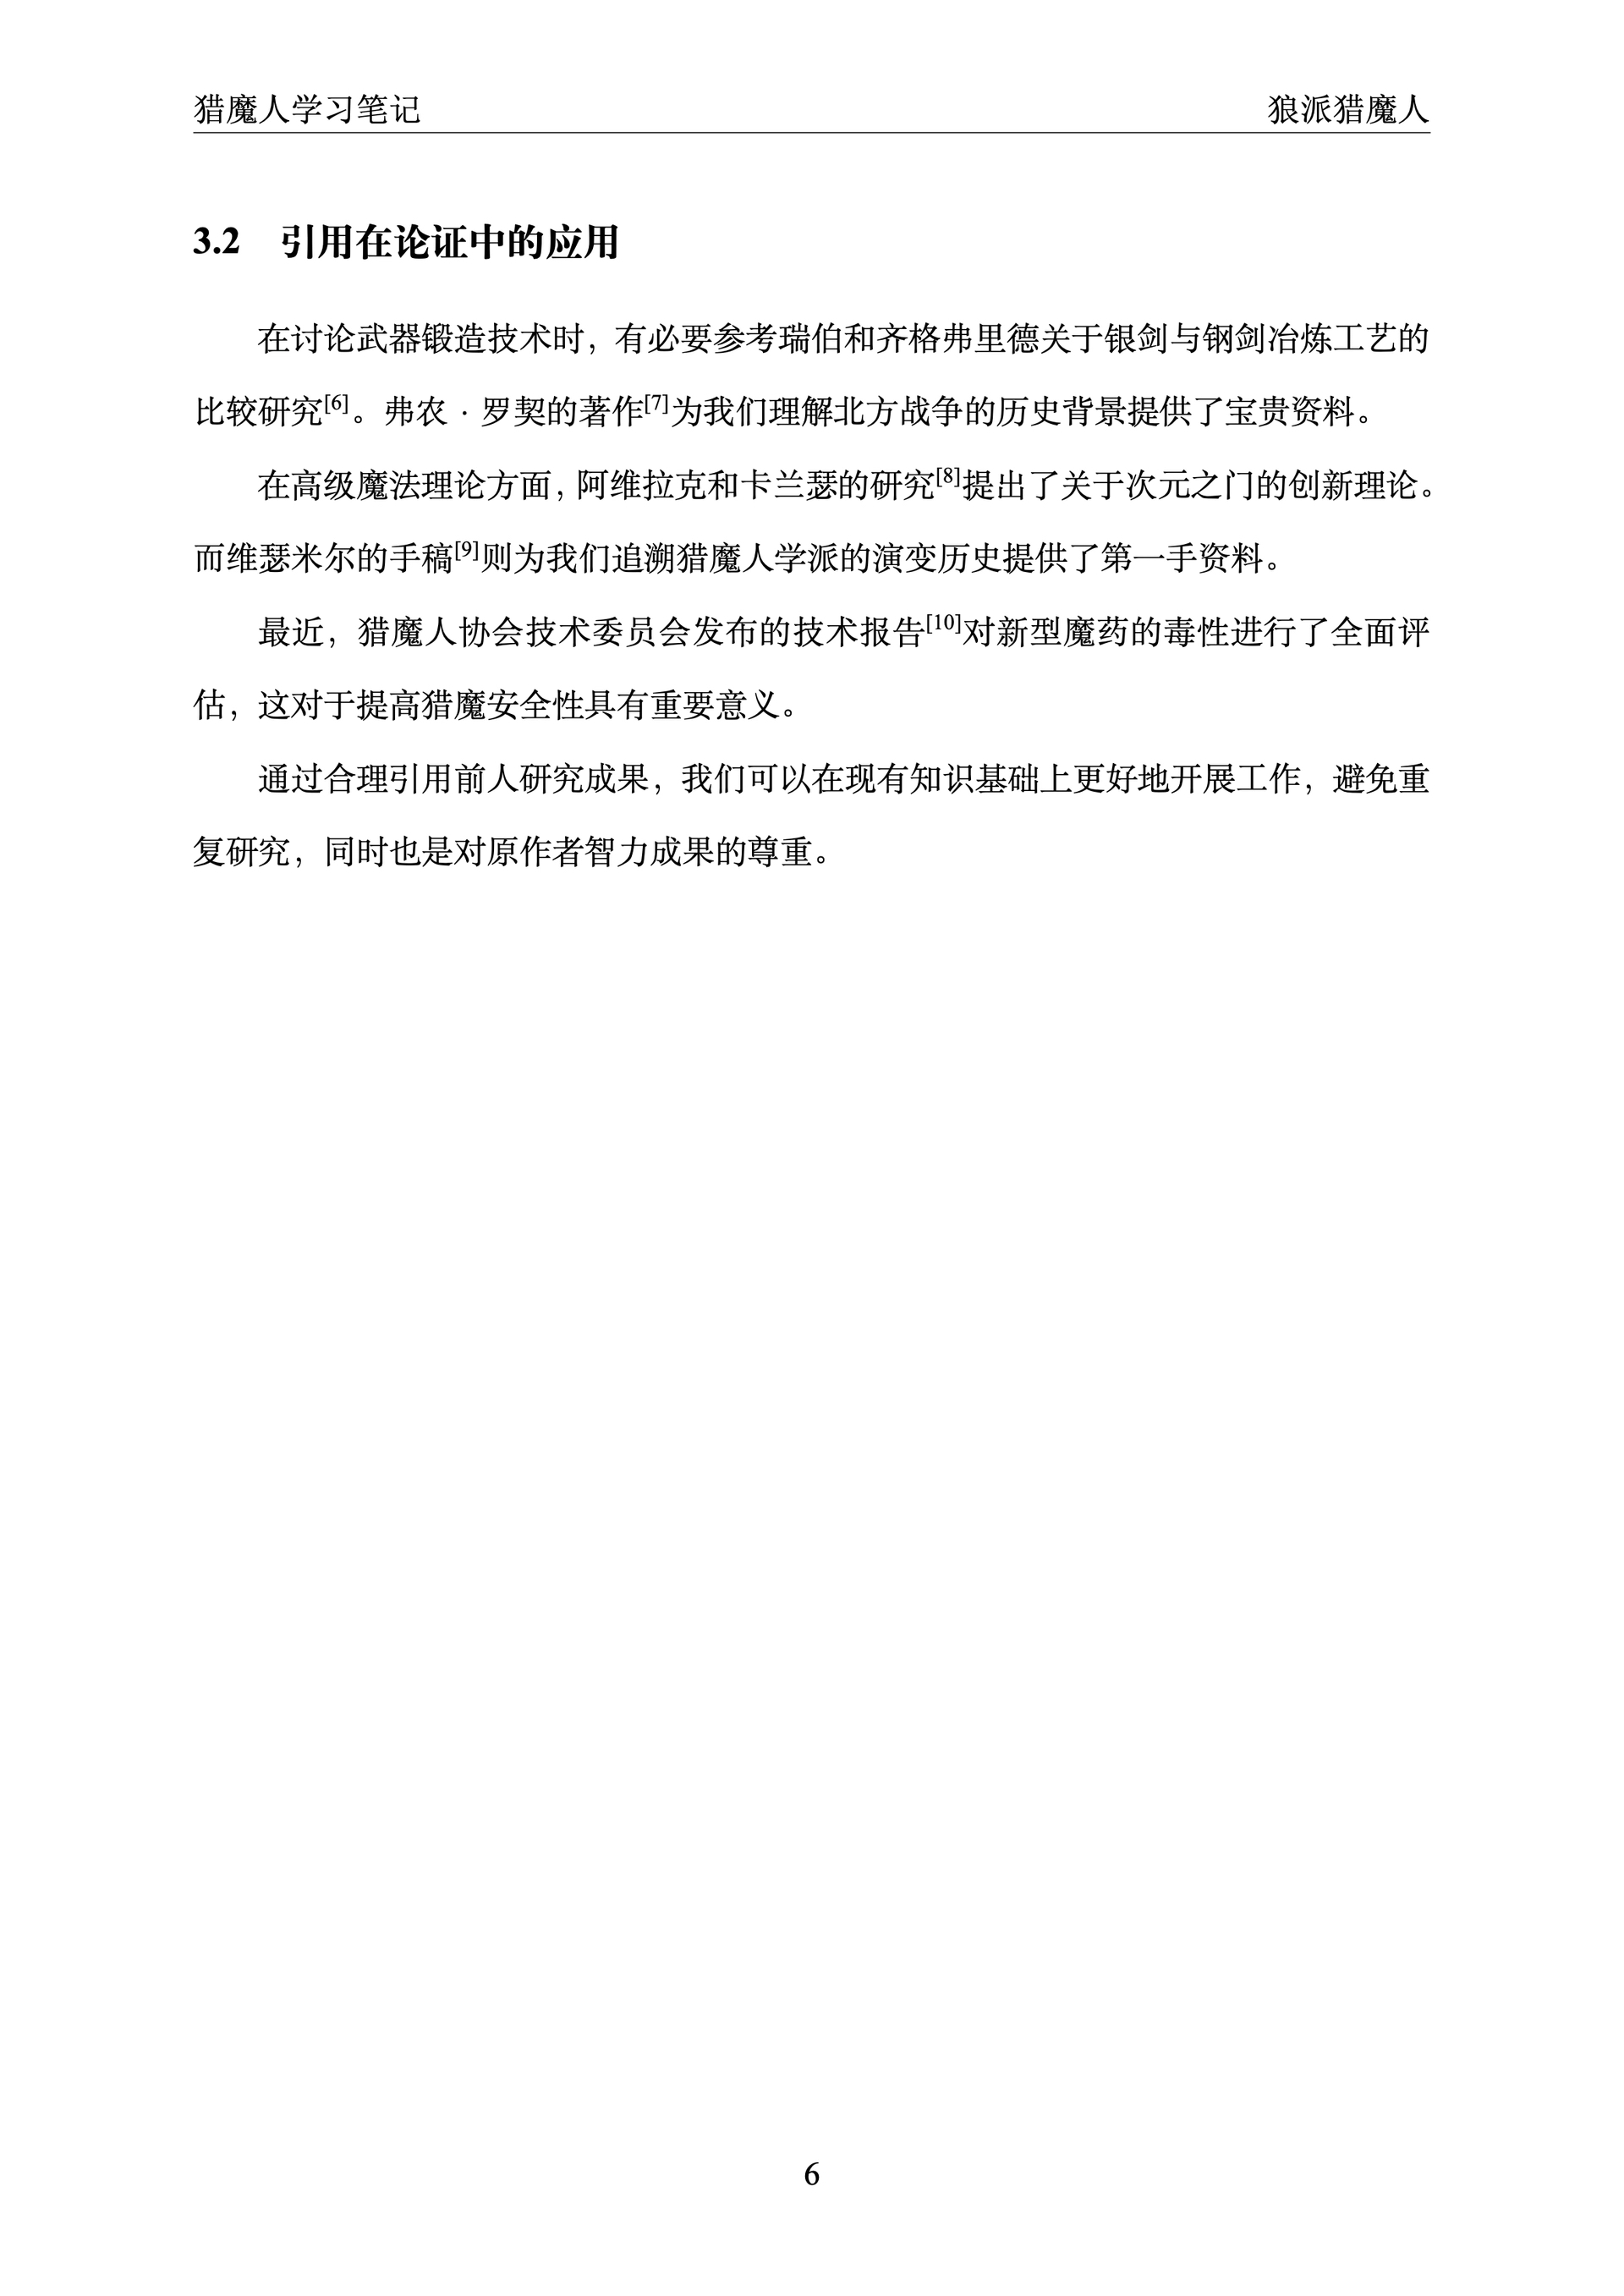 猎魔人学习笔记 狼派猎魔人
3.2 引用在论证中的应用
在讨论武器锻造技术时，有必要参考瑞伯和齐格弗里德关于银剑与钢剑冶炼工艺的
比较研究[6]。弗农·罗契的著作[7]为我们理解北方战争的历史背景提供了宝贵资料。
在高级魔法理论方面，阿维拉克和卡兰瑟的研究[8]提出了关于次元之门的创新理论。
而维瑟米尔的手稿[9]则为我们追溯猎魔人学派的演变历史提供了第一手资料。
最近，猎魔人协会技术委员会发布的技术报告[10]对新型魔药的毒性进行了全面评
估，这对于提高猎魔安全性具有重要意义。
通过合理引用前人研究成果，我们可以在现有知识基础上更好地开展工作，避免重
复研究，同时也是对原作者智力成果的尊重。
6